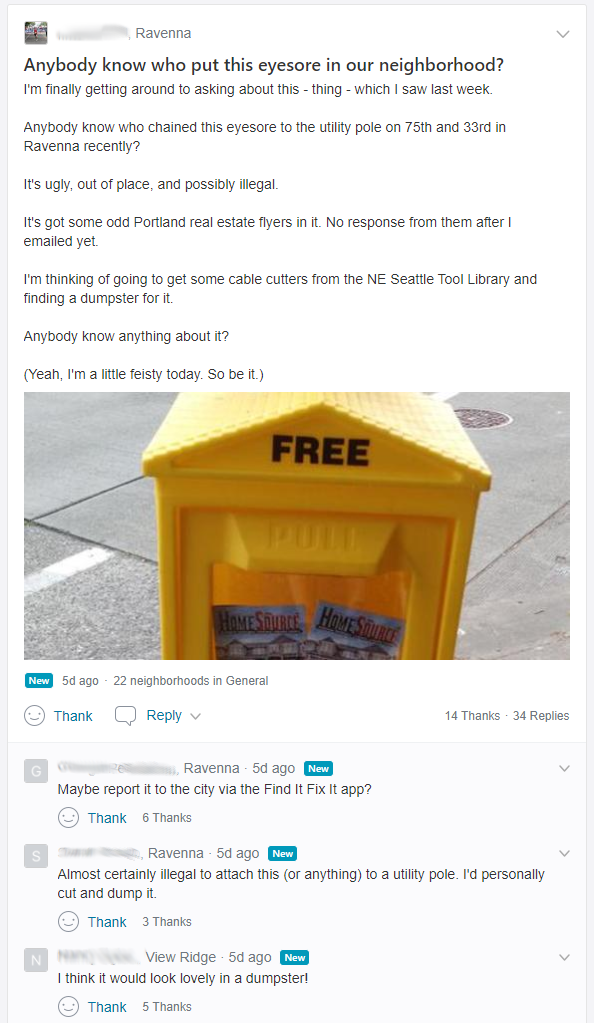 , Ravenna
Anybody know who put this eyesore in our neighborhood?
I'm finally getting around to asking about this - thing - which I saw last week.
Anybody know who chained this eyesore to the utility pole on 75th and 33rd in
Ravenna recently?
It's ugly, out of place, and possibly illegal.
It's got some odd Portland real estate flyers in it. No response from them after I
emailed yet.
I'm thinking of going to get some cable cutters from the NE Seattle Tool Library and
finding a dumpster for it.
Anybody know anything about it?
(Yeah, I'm a little feisty today. So be it.)
FREE
PULL
HOMESOURCE HOMESOURCE
New 5d ago · 22 neighborhoods in General
Thank Reply 14 Thanks · 34 Replies
G , Ravenna · 5d ago New
Maybe report it to the city via the Find It Fix It app?
Thank 6 Thanks
S , Ravenna · 5d ago New
Almost certainly illegal to attach this (or anything) to a utility pole. I'd personally
cut and dump it.
Thank 3 Thanks
N , View Ridge · 5d ago New
I think it would look lovely in a dumpster!
Thank 5 Thanks